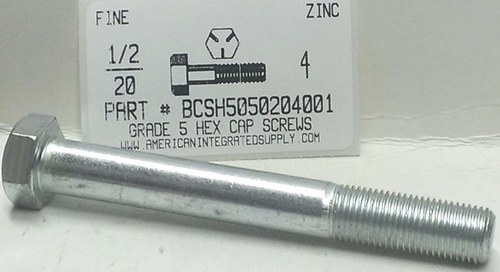 FINE ZINC
1/2
20
4
PART # BCSH5050204001
GRADE 5 HEX CAP SCREWS
WWW.AMERICANINTEGRATEDSUPPLY.COM!